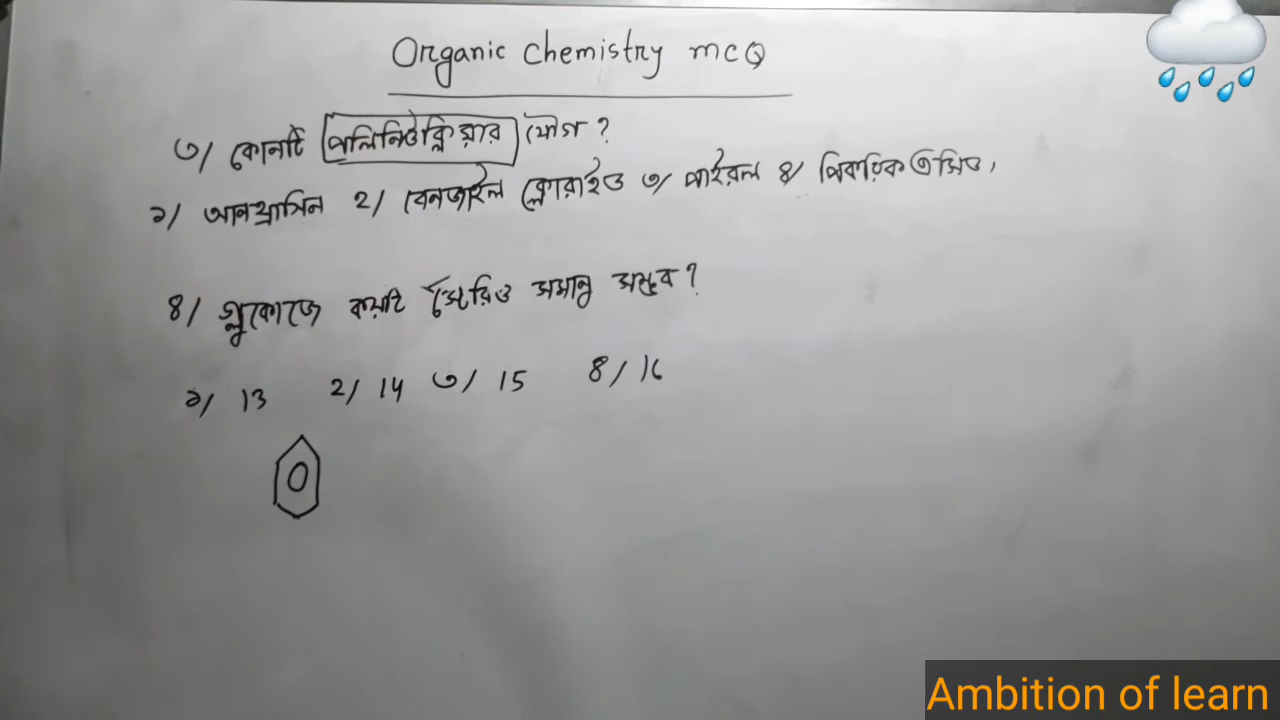 Organic chemistry mcQ
৩/ কোনটি পলিনিউক্লিয়ার যৌগ ?
১/ আনথ্রাসিন ২/ বেনজাইল ক্লোরাইড ৩/ পাইরল ৪/ পিকরিক এসিড,
৪/ গ্লুকোজে কয়টি স্টেরিও সমানু সম্ভব ?
১/ 13 ২/ 14 ৩/ 15 ৪/ 16
Ambition of learn